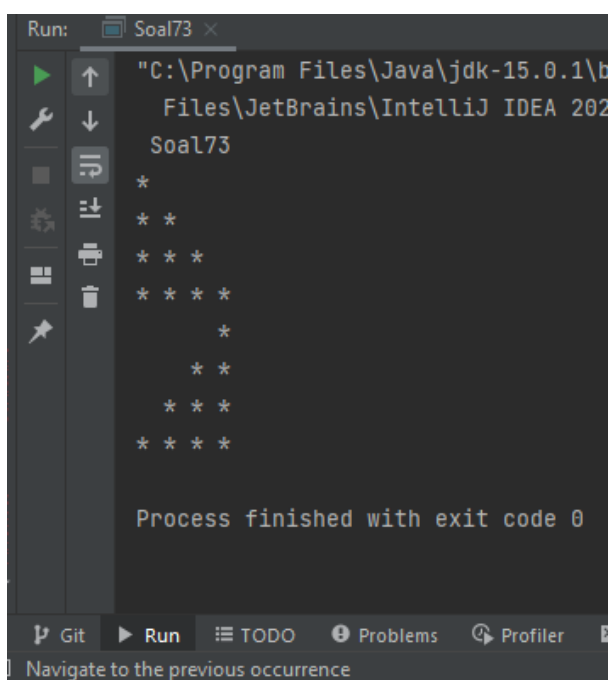 Run: Soal73
"C:\Program Files\Java\jdk-15.0.1\b
Files\JetBrains\IntelliJ IDEA 202
Soal73
*
* *
* * *
* * * *
      *
    * *
  * * *
* * * *
Process finished with exit code 0
Git Run TODO Problems Profiler
Navigate to the previous occurrence